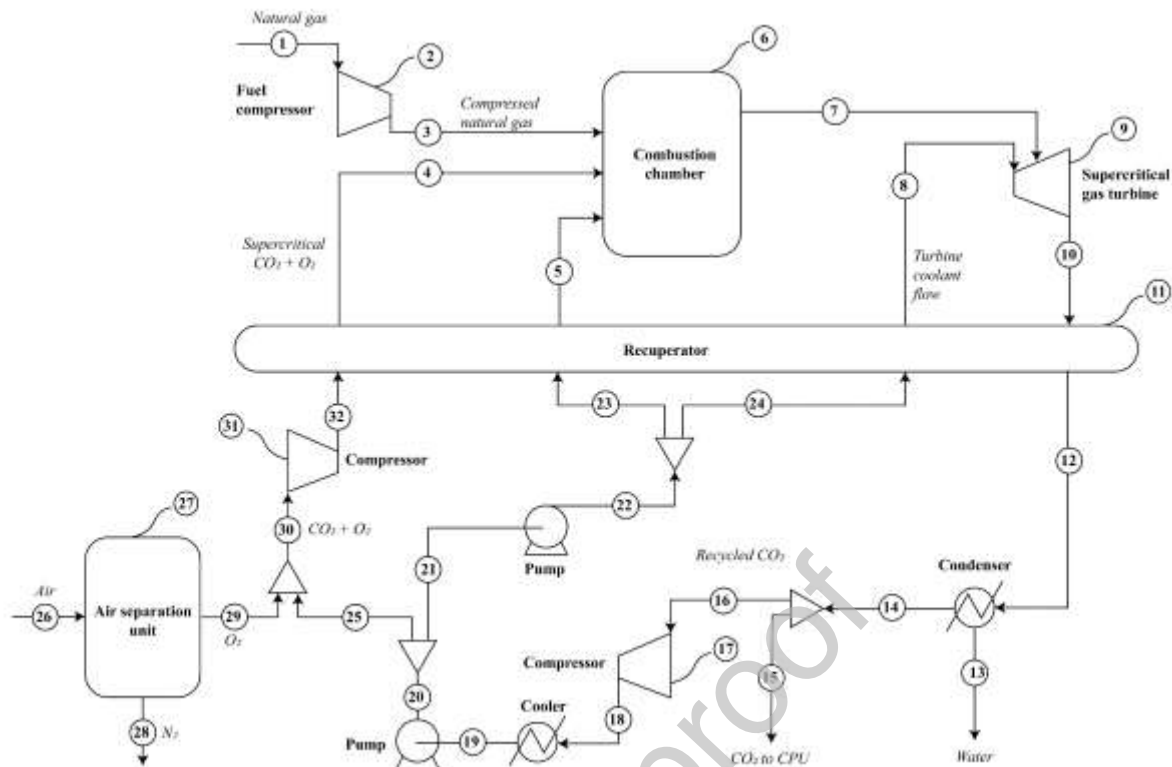 Natural gas
1
2
6
Fuel
compressor
Compressed
natural gas
3
7
9
Combustion
chamber
4
8
Supercritical
gas turbine
Supercritical
CO₂ + O₂
5
Turbine
coolant
flow
10
11
Recuperator
32
23
24
31
Compressor
12
27
30
CO₂ + O₂
22
21
Pump
Recycled CO₂
Condenser
Air
26
Air separation
unit
29
O₂
25
16
14
Compressor
17
15
13
20
Cooler
18
28
N₂
Pump
19
CO₂ to CPU
Water
proof